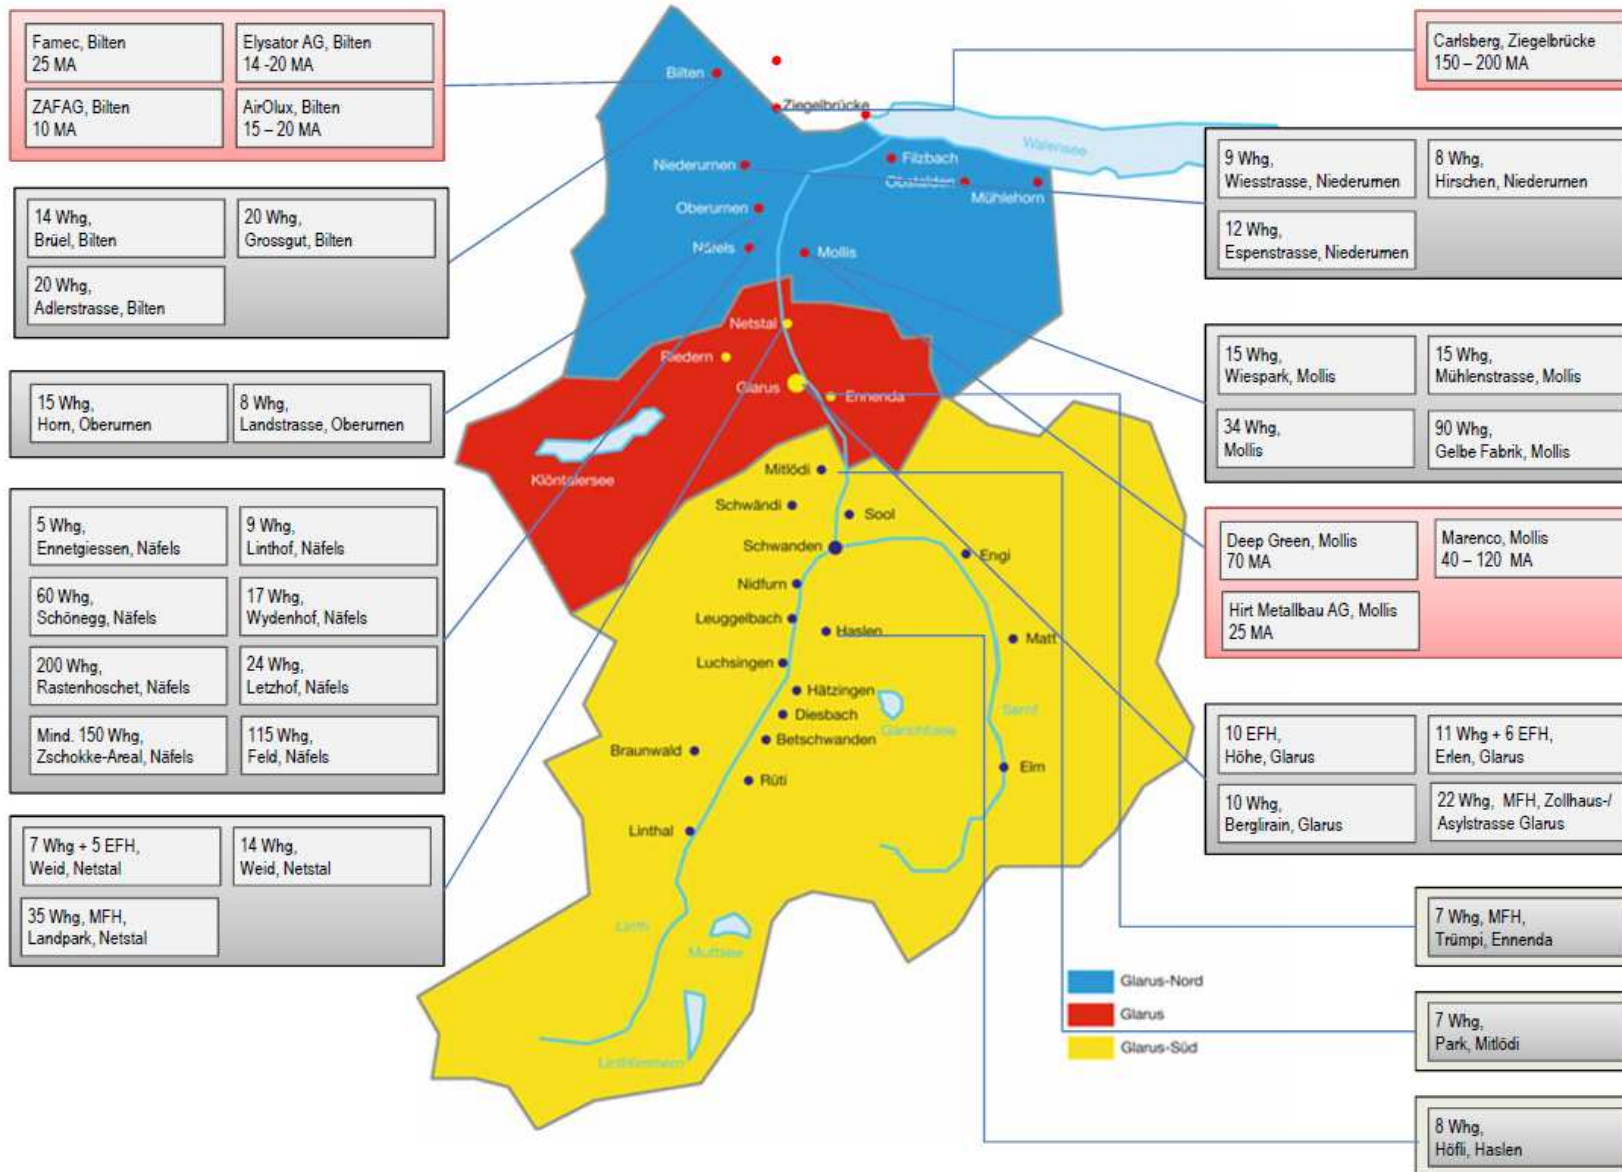 Famec, Bilten
25 MA
Elysator AG, Bilten
14 -20 MA
ZAFAG, Bilten
10 MA
AirOlux, Bilten
15 – 20 MA
14 Whg,
Brüel, Bilten
20 Whg,
Grossgut, Bilten
20 Whg,
Adlerstrasse, Bilten
15 Whg,
Horn, Oberurnen
8 Whg,
Landstrasse, Oberurnen
5 Whg,
Ennetgiessen, Näfels
9 Whg,
Linthof, Näfels
60 Whg,
Schönegg, Näfels
17 Whg,
Wydenhof, Näfels
200 Whg,
Rastenhoschet, Näfels
24 Whg,
Letzhof, Näfels
Mind. 150 Whg,
Zschokke-Areal, Näfels
115 Whg,
Feld, Näfels
7 Whg + 5 EFH,
Weid, Netstal
14 Whg,
Weid, Netstal
35 Whg, MFH,
Landpark, Netstal
Bilten
Ziegelbrücke
Walensee
Niederurnen
Filzbach
Obstalden
Mühlehorn
Oberurnen
Näfels
Mollis
Netstal
Riedern
Glarus
Ennenda
Klöntalersee
Mitlödi
Schwändi
Sool
Schwanden
Engi
Nidfurn
Leuggelbach
Haslen
Matt
Luchsingen
Hätzingen
Diesbach
Garichtisee
Sernf
Betschwanden
Braunwald
Elm
Rüti
Linthal
Linth
Muttsee
Limmernsee
Glarus-Nord
Glarus
Glarus-Süd
Carlsberg, Ziegelbrücke
150 – 200 MA
9 Whg,
Wiesstrasse, Niederurnen
8 Whg,
Hirschen, Niederurnen
12 Whg,
Espenstrasse, Niederurnen
15 Whg,
Wiespark, Mollis
15 Whg,
Mühlenstrasse, Mollis
34 Whg,
Mollis
90 Whg,
Gelbe Fabrik, Mollis
Deep Green, Mollis
70 MA
Marenco, Mollis
40 – 120 MA
Hirt Metallbau AG, Mollis
25 MA
10 EFH,
Höhe, Glarus
11 Whg + 6 EFH,
Erlen, Glarus
10 Whg,
Berglirain, Glarus
22 Whg, MFH, Zollhaus-/
Asylstrasse Glarus
7 Whg, MFH,
Trümpi, Ennenda
7 Whg,
Park, Mitlödi
8 Whg,
Höfli, Haslen